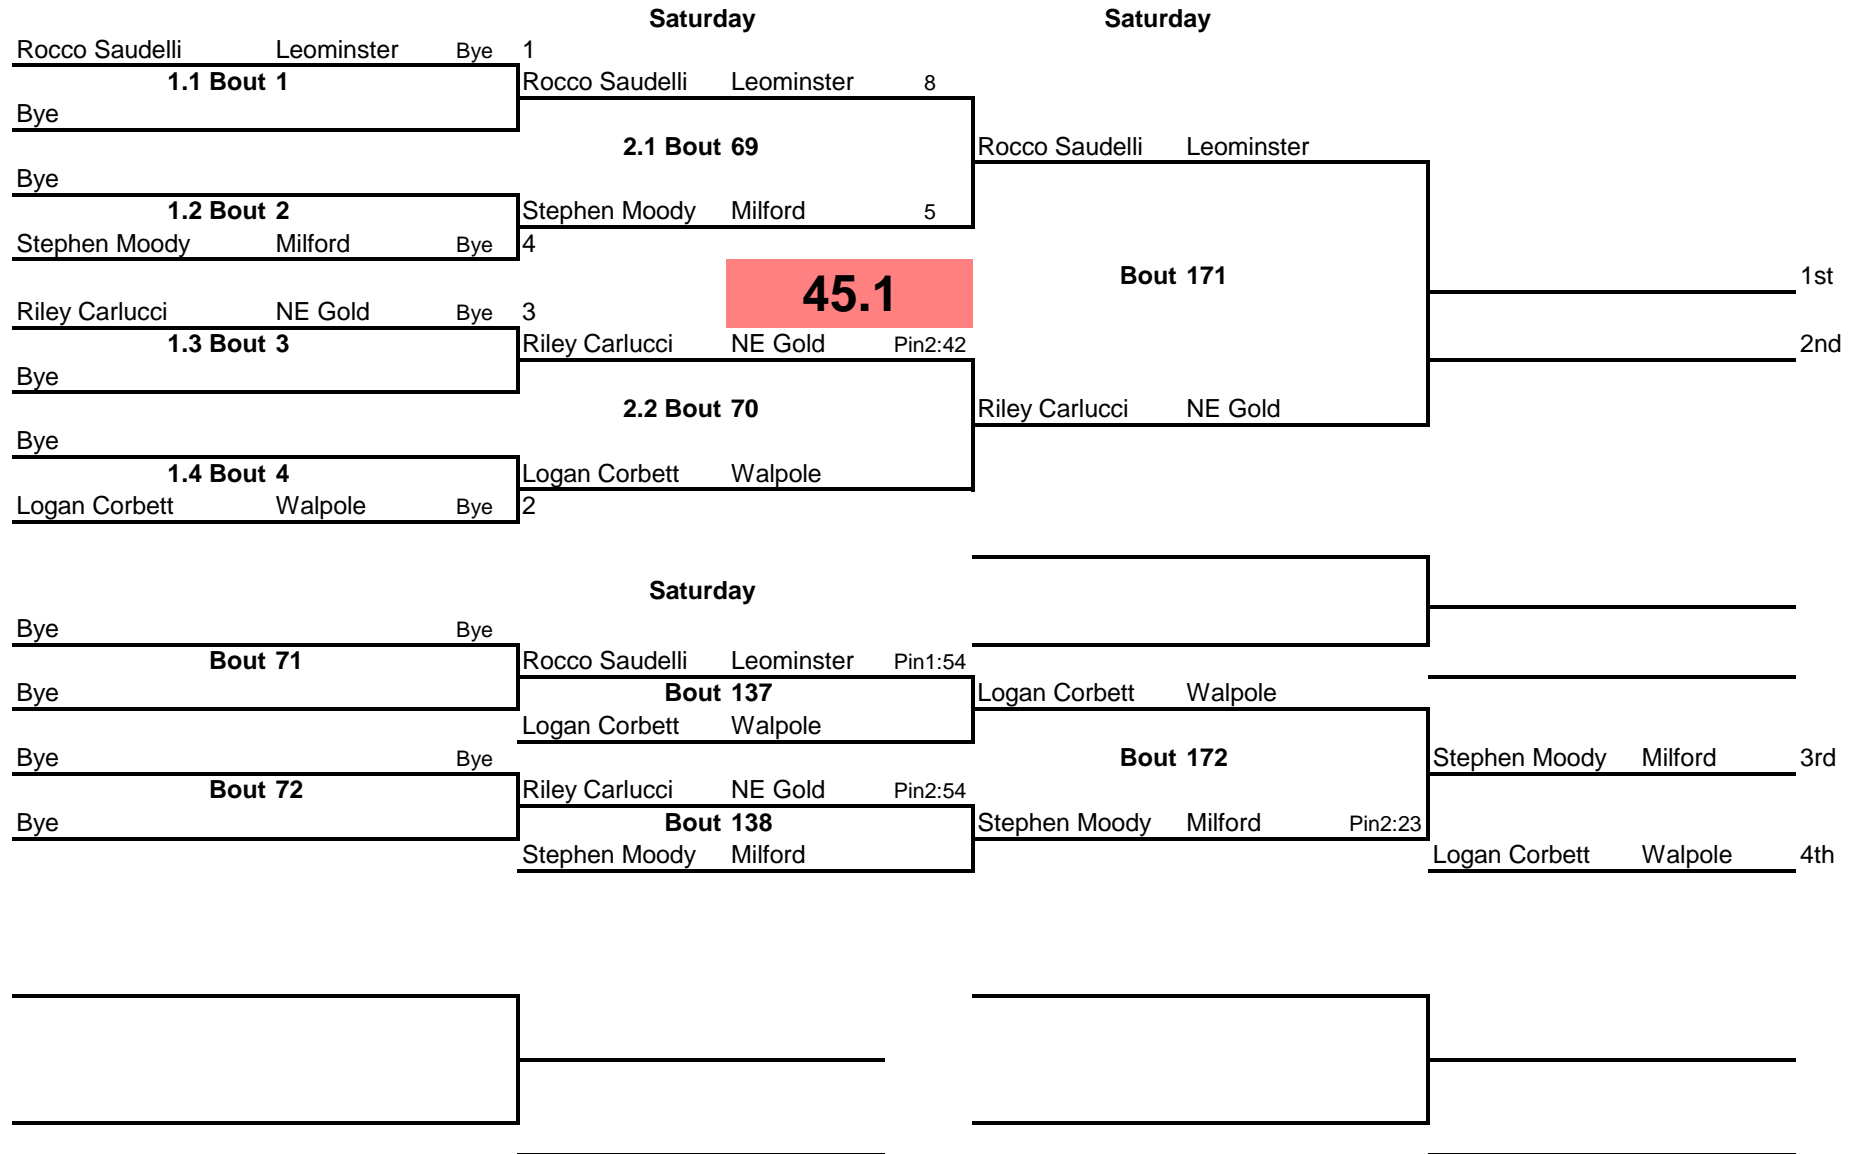 Saturday Saturday
Rocco Saudelli Leominster Bye 1
1.1 Bout 1 Rocco Saudelli Leominster 8
Bye
2.1 Bout 69 Rocco Saudelli Leominster
Bye
1.2 Bout 2 Stephen Moody Milford 5
Stephen Moody Milford Bye 4
45.1 Bout 171 1st
Riley Carlucci NE Gold Bye 3
1.3 Bout 3 Riley Carlucci NE Gold Pin2:42 2nd
Bye
2.2 Bout 70 Riley Carlucci NE Gold
Bye
1.4 Bout 4 Logan Corbett Walpole
Logan Corbett Walpole Bye 2
Saturday
Bye Bye
Bout 71 Rocco Saudelli Leominster Pin1:54
Bye Bout 137 Logan Corbett Walpole
Logan Corbett Walpole
Bye Bye Bout 172 Stephen Moody Milford 3rd
Bout 72 Riley Carlucci NE Gold Pin2:54
Bye Bout 138 Stephen Moody Milford Pin2:23
Stephen Moody Milford Logan Corbett Walpole 4th